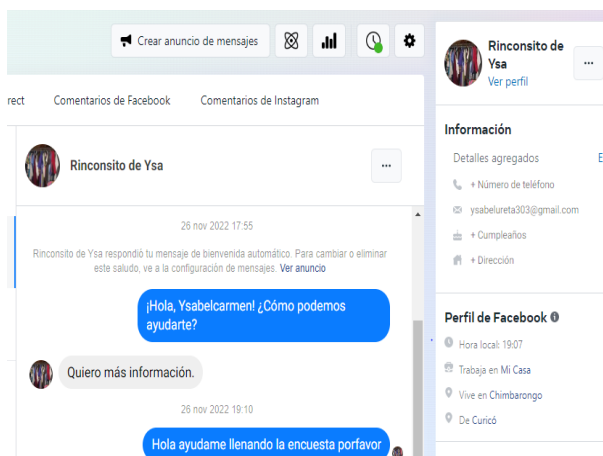 Crear anuncio de mensajes
rect Comentarios de Facebook Comentarios de Instagram
Rinconsito de Ysa
...
26 nov 2022 17:55
Rinconsito de Ysa respondió tu mensaje de bienvenida automático. Para cambiar o eliminar
este saludo, ve a la configuración de mensajes. Ver anuncio
¡Hola, Ysabelcarmen! ¿Cómo podemos
ayudarte?
Quiero más información.
26 nov 2022 19:10
Hola ayudame llenando la encuesta porfavor
Rinconsito de
Ysa
Ver perfil
...
Información
Detalles agregados E
+ Número de teléfono
ysabelureta303@gmail.com
+ Cumpleaños
+ Dirección
Perfil de Facebook
Hora local: 19:07
Trabaja en Mi Casa
Vive en Chimbarongo
De Curicó